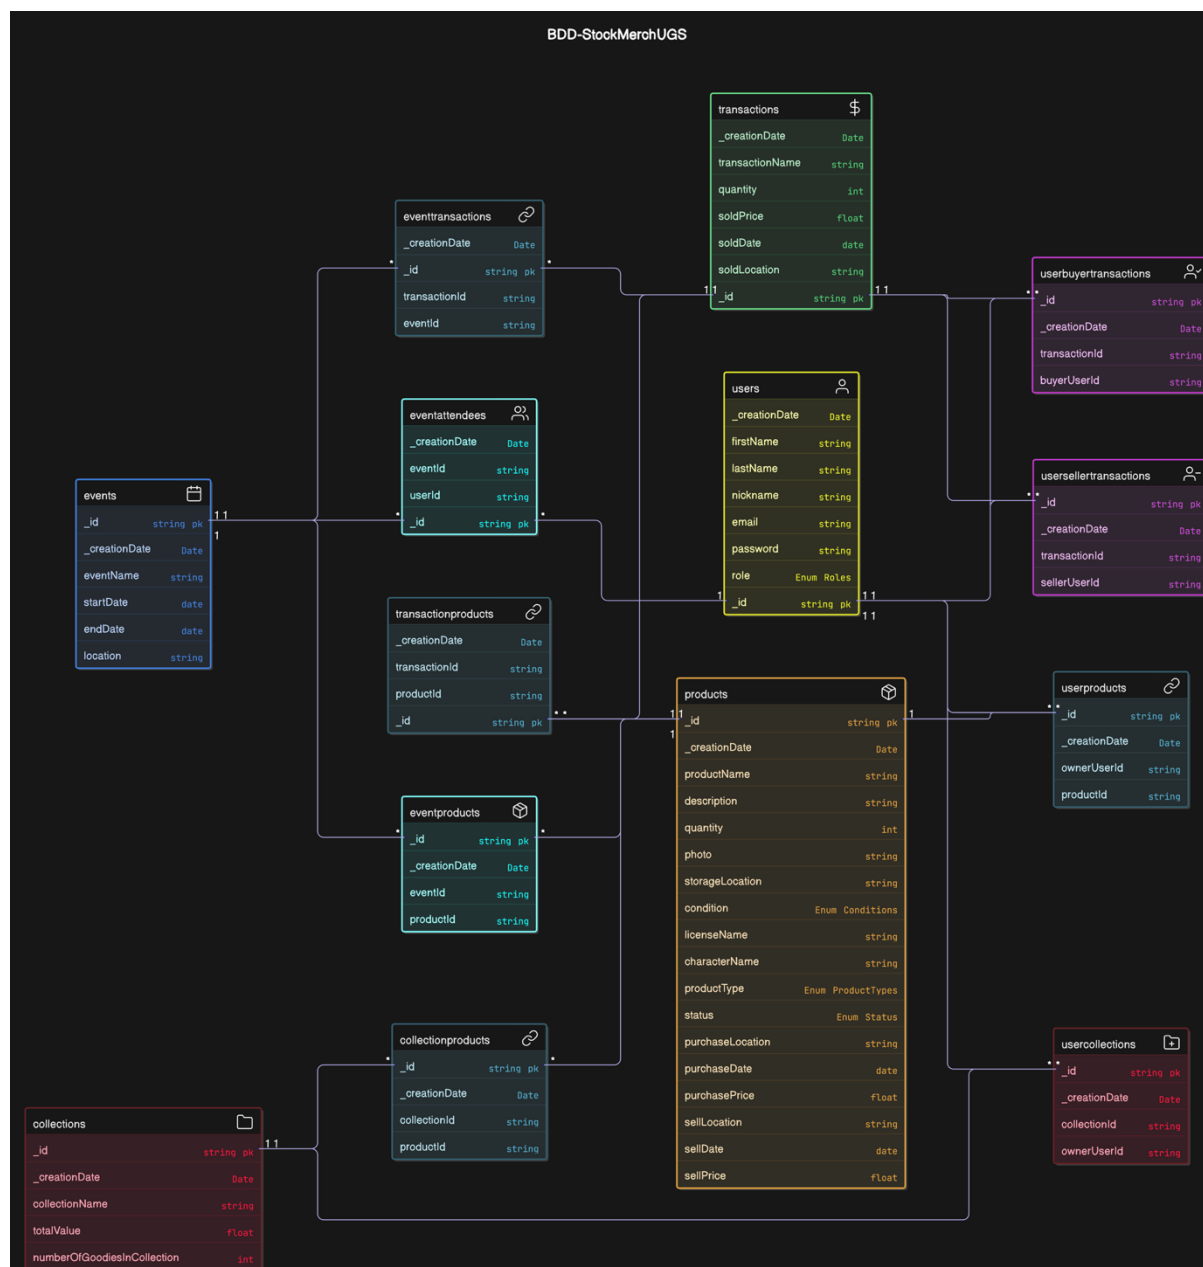 BDD-StockMerchUGS
transactions
_creationDate Date
transactionName string
quantity int
soldPrice float
soldDate date
soldLocation string
_id string pk
eventtransactions
_creationDate Date
_id string pk
transactionId string
eventId string
userbuyertransactions
_id string pk
_creationDate Date
transactionId string
buyerUserId string
users
_creationDate Date
firstName string
lastName string
nickname string
email string
password string
role Enum Roles
_id string pk
eventattendees
_creationDate Date
eventId string
userId string
_id string pk
usersellertransactions
_id string pk
_creationDate Date
transactionId string
sellerUserId string
events
_id string pk
_creationDate Date
eventName string
startDate date
endDate date
location string
transactionproducts
_creationDate Date
transactionId string
productId string
_id string pk
products
_id string pk
_creationDate Date
productName string
description string
quantity int
photo string
storageLocation string
condition Enum Conditions
licenseName string
characterName string
productType Enum ProductTypes
status Enum Status
purchaseLocation string
purchaseDate date
purchasePrice float
sellLocation string
sellDate date
sellPrice float
userproducts
_id string pk
_creationDate Date
ownerUserId string
productId string
eventproducts
_id string pk
_creationDate Date
eventId string
productId string
collectionproducts
_id string pk
_creationDate Date
collectionId string
productId string
usercollections
_id string pk
_creationDate Date
collectionId string
ownerUserId string
collections
_id string pk
_creationDate Date
collectionName string
totalValue float
numberOfGoodiesInCollection int